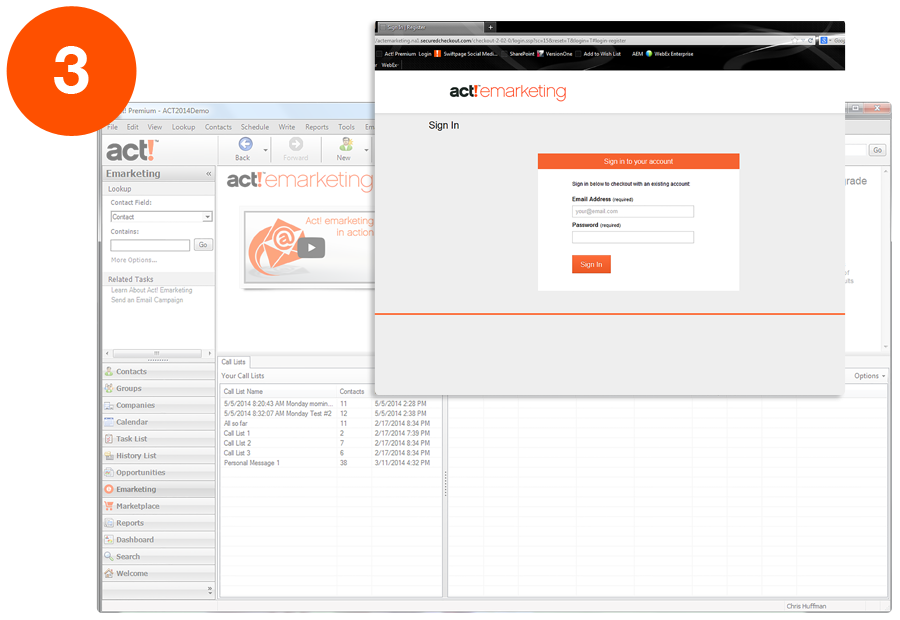 3
Sign In / Register
/actemarketing.na1.securedcheckout.com/checkout-2-02-0/login.asp?sc=15&reset=1&login=7#login-register
Act! Premium Login Swiftpage Social Medi... SharePoint VersionOne Add to Wish List AEM WebEx Enterprise
WebEx
act! emarketing
Sign In
Sign in to your account
Sign in below to checkout with an existing account
Email Address (required)
your@email.com
Password (required)
Sign In
Premium - ACT2014Demo
File Edit View Lookup Contacts Schedule Write Reports Tools Em
act!™
Back Forward New
Go
Emarketing «
Lookup
Contact Field:
Contact
Contains:
Go
More Options...
Related Tasks
Learn About Act! Emarketing
Send an Email Campaign
act! emarketing
Act! emarketing
in action
grade
of
ults
Contacts
Groups
Companies
Calendar
Task List
History List
Opportunities
Emarketing
Marketplace
Reports
Dashboard
Search
Welcome
Call Lists
Your Call Lists
Options
Call List Name Contacts
5/5/2014 8:20:43 AM Monday mornin... 11 5/5/2014 2:28 PM
5/5/2014 8:32:07 AM Monday Test #2 12 5/5/2014 2:38 PM
All so far 11 2/17/2014 8:34 PM
Call List 1 2 2/17/2014 7:39 PM
Call List 2 7 2/17/2014 8:34 PM
Call List 3 6 2/17/2014 8:34 PM
Personal Message 1 38 3/11/2014 4:32 PM
Chris Huffman